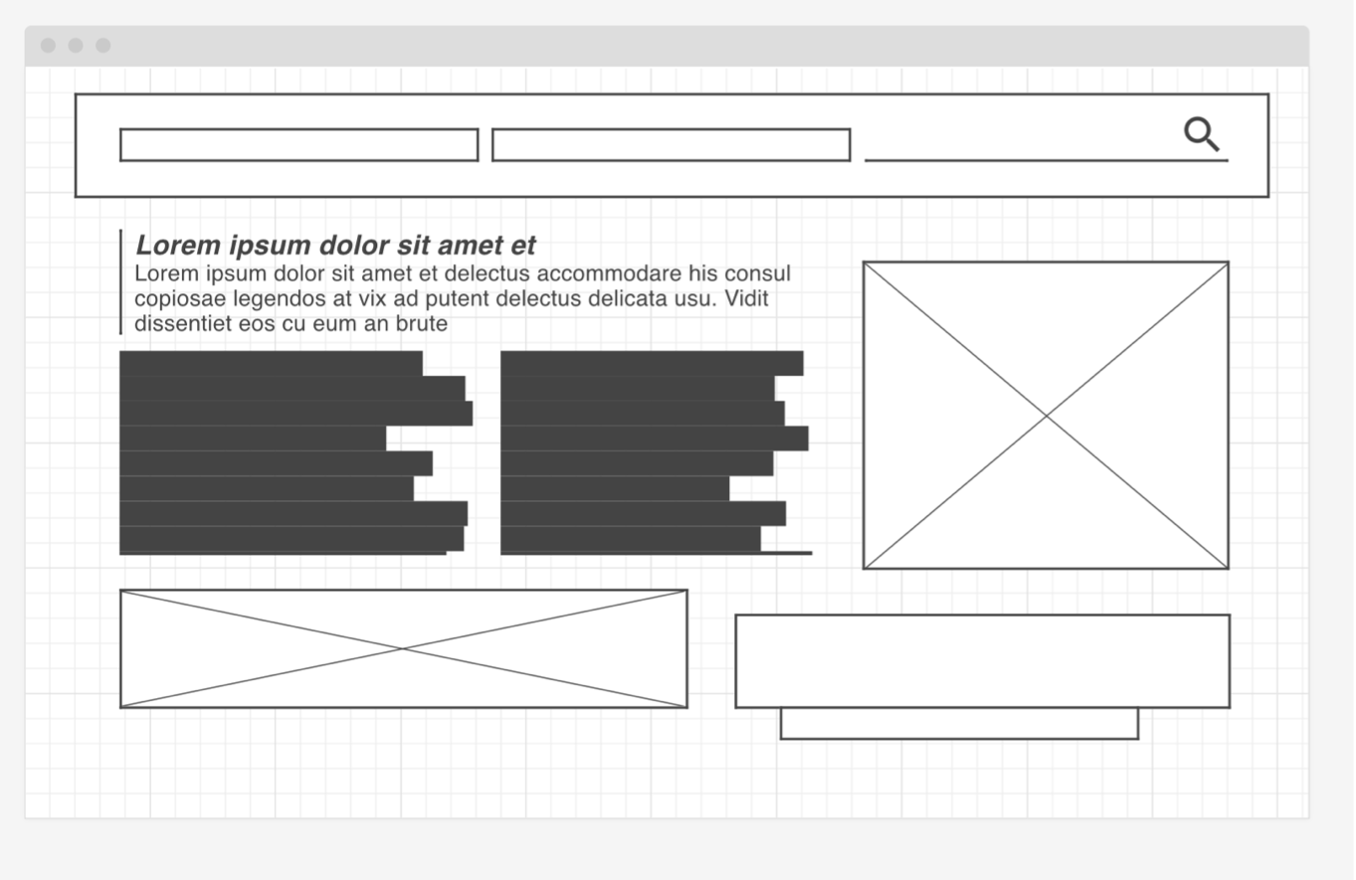 Lorem ipsum dolor sit amet et
Lorem ipsum dolor sit amet et delectus accommodare his consul
copiosae legendos at vix ad putent delectus delicata usu. Vidit
dissentiet eos cu eum an brute